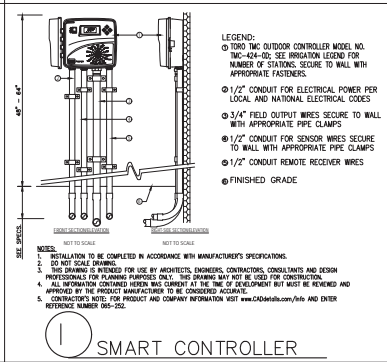 LEGEND:
① TORO TMC OUTDOOR CONTROLLER MODEL NO.
TMC-424-OD; SEE IRRIGATION LEGEND FOR
NUMBER OF STATIONS. SECURE TO WALL WITH
APPROPRIATE FASTENERS.
② 1/2" CONDUIT FOR ELECTRICAL POWER PER
LOCAL AND NATIONAL ELECTRICAL CODES
③ 3/4" FIELD OUTPUT WIRES SECURE TO WALL
WITH APPROPRIATE PIPE CLAMPS
④ 1/2" CONDUIT FOR SENSOR WIRES SECURE
TO WALL WITH APPROPRIATE PIPE CLAMPS
⑤ 1/2" CONDUIT REMOTE RECEIVER WIRES
⑥ FINISHED GRADE
48" - 64"
SEE SPECS.
FRONT SECTION/ELEVATION
NOT TO SCALE
RIGHT SIDE SECTION/ELEVATION
NOT TO SCALE
NOTES:
1. INSTALLATION TO BE COMPLETED IN ACCORDANCE WITH MANUFACTURER'S SPECIFICATIONS.
2. DO NOT SCALE DRAWING.
3. THIS DRAWING IS INTENDED FOR USE BY ARCHITECTS, ENGINEERS, CONTRACTORS, CONSULTANTS AND DESIGN
PROFESSIONALS FOR PLANNING PURPOSES ONLY. THIS DRAWING MAY NOT BE USED FOR CONSTRUCTION.
4. ALL INFORMATION CONTAINED HEREIN WAS CURRENT AT THE TIME OF DEVELOPMENT BUT MUST BE REVIEWED AND
APPROVED BY THE PRODUCT MANUFACTURER TO BE CONSIDERED ACCURATE.
5. CONTRACTOR'S NOTE: FOR PRODUCT AND COMPANY INFORMATION VISIT www.CADdetails.com/info AND ENTER
REFERENCE NUMBER 065-252.
1
SMART CONTROLLER